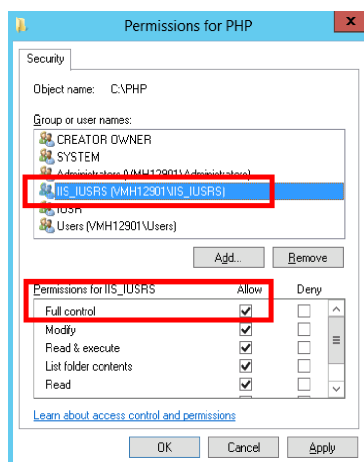 Permissions for PHP
x
Security
Object name: C:\PHP
Group or user names:
CREATOR OWNER
SYSTEM
Administrators (VMH12901\Administrators)
IIS_IUSRS (VMH12901\IIS_IUSRS)
IUSR
Users (VMH12901\Users)
Add... Remove
Permissions for IIS_IUSRS Allow Deny
Full control
Modify
Read & execute
List folder contents
Read
Learn about access control and permissions
OK Cancel Apply